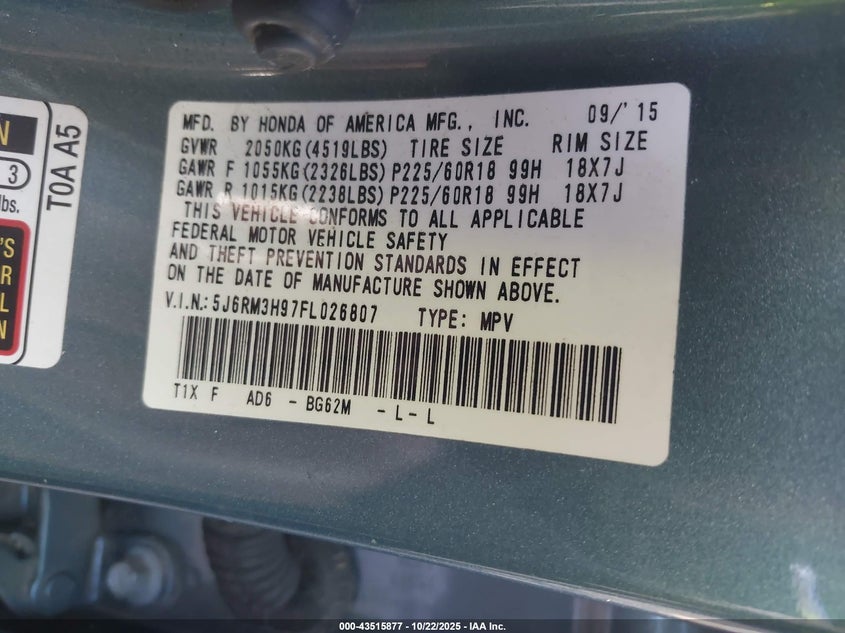 N
3
lbs.
'S
R
L
N
T0A A5
MFD. BY HONDA OF AMERICA MFG., INC. 09/'15
GVWR 2050KG(4519LBS) TIRE SIZE RIM SIZE
GAWR F 1055KG(2326LBS)P225/60R18 99H 18X7J
GAWR R 1015KG(2238LBS)P225/60R18 99H 18X7J
THIS VEHICLE CONFORMS TO ALL APPLICABLE
FEDERAL MOTOR VEHICLE SAFETY
AND THEFT PREVENTION STANDARDS IN EFFECT
ON THE DATE OF MANUFACTURE SHOWN ABOVE.
V.I.N.:5J6RM3H97FL026807 TYPE: MPV
T1X F AD6 - BG62M - L - L
000-43515877 - 10/22/2025 - IAA Inc.